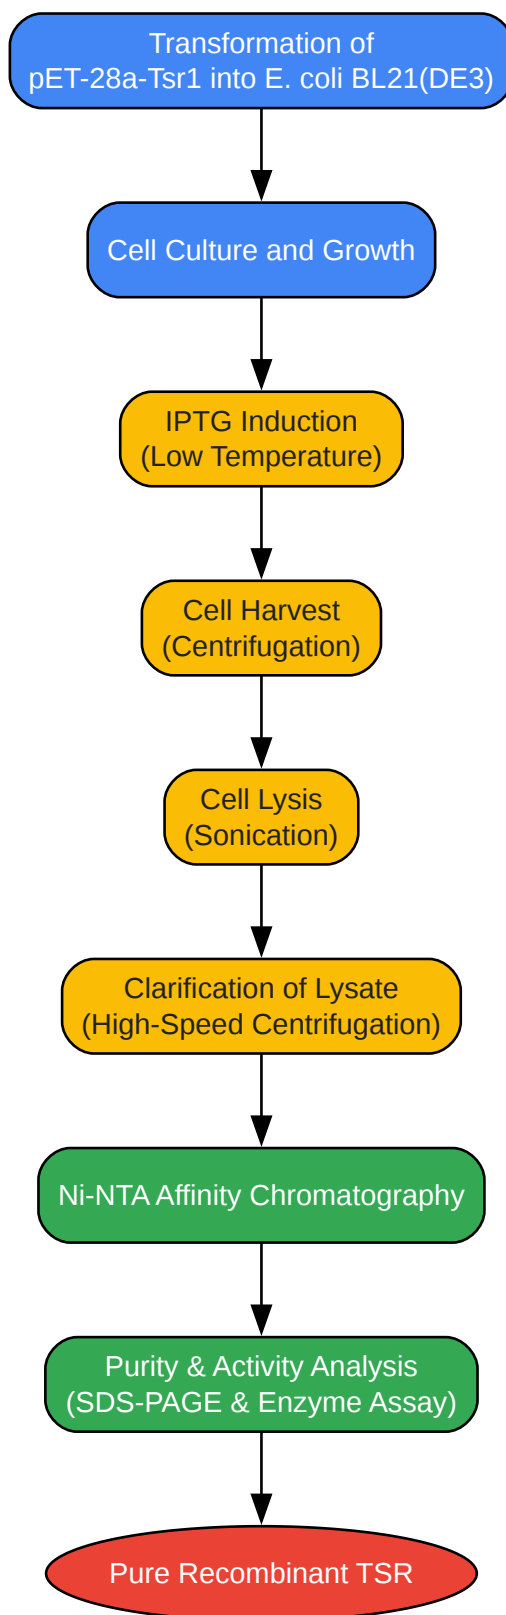 Transformation of
pET-28a-Tsr1 into E. coli BL21(DE3)
Cell Culture and Growth
IPTG Induction
(Low Temperature)
Cell Harvest
(Centrifugation)
Cell Lysis
(Sonication)
Clarification of Lysate
(High-Speed Centrifugation)
Ni-NTA Affinity Chromatography
Purity & Activity Analysis
(SDS-PAGE & Enzyme Assay)
Pure Recombinant TSR